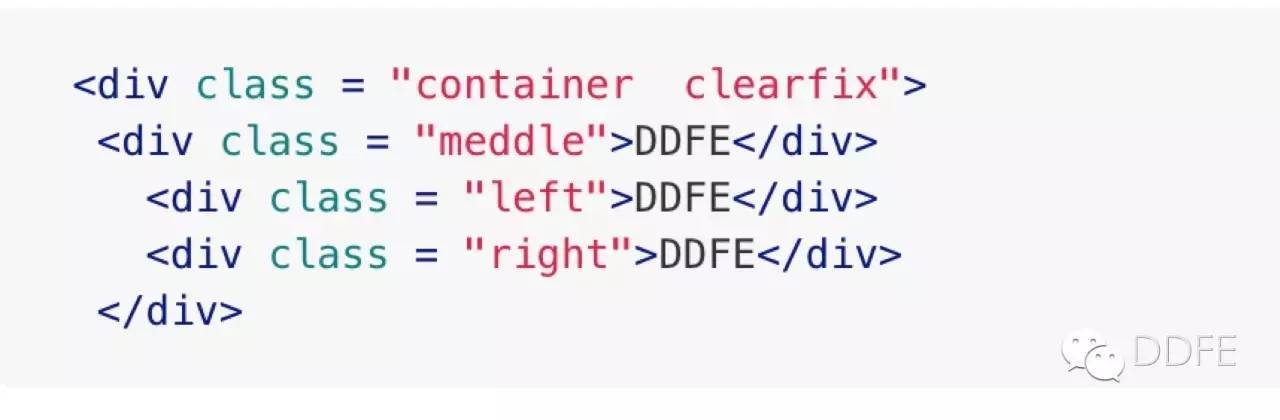 <div class = "container  clearfix">
<div class = "meddle">DDFE</div>
<div class = "left">DDFE</div>
<div class = "right">DDFE</div>
</div>
DDFE